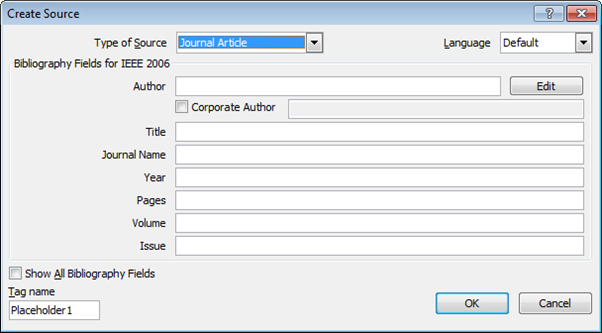 Create Source
?
Type of Source Journal Article Language Default
Bibliography Fields for IEEE 2006
Author Edit
Corporate Author
Title
Journal Name
Year
Pages
Volume
Issue
Show All Bibliography Fields
Tag name
Placeholder1 OK Cancel